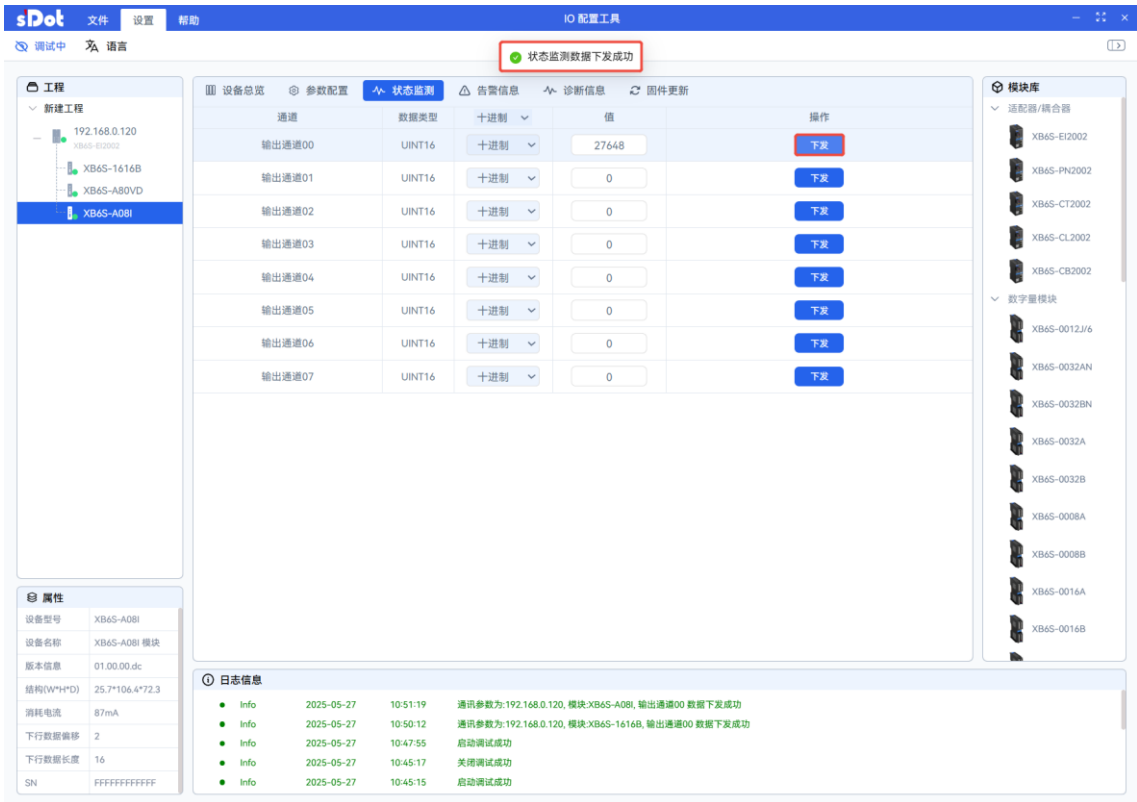 sDot 文件 设置 帮助 IO 配置工具
调试中 语言
状态监测数据下发成功
工程
新建工程
192.168.0.120
XB6S-EI2002
XB6S-1616B
XB6S-A80VD
XB6S-A08I
设备总览 参数配置 状态监测 告警信息 诊断信息 固件更新
通道 数据类型 十进制 值 操作
输出通道00 UINT16 十进制 27648 下发
输出通道01 UINT16 十进制 0 下发
输出通道02 UINT16 十进制 0 下发
输出通道03 UINT16 十进制 0 下发
输出通道04 UINT16 十进制 0 下发
输出通道05 UINT16 十进制 0 下发
输出通道06 UINT16 十进制 0 下发
输出通道07 UINT16 十进制 0 下发
模块库
适配器/耦合器
XB6S-EI2002
XB6S-PN2002
XB6S-CT2002
XB6S-CL2002
XB6S-CB2002
数字量模块
XB6S-0012J/6
XB6S-0032AN
XB6S-0032BN
XB6S-0032A
XB6S-0032B
XB6S-0008A
XB6S-0008B
XB6S-0016A
XB6S-0016B
属性
设备型号 XB6S-A08I
设备名称 XB6S-A08I 模块
版本信息 01.00.00.dc
结构(W*H*D) 25.7*106.4*72.3
消耗电流 87mA
下行数据偏移 2
下行数据长度 16
SN FFFFFFFFFFFF
日志信息
Info 2025-05-27 10:51:19 通讯参数为:192.168.0.120, 模块:XB6S-A08I, 输出通道00 数据下发成功
Info 2025-05-27 10:50:12 通讯参数为:192.168.0.120, 模块:XB6S-1616B, 输出通道00 数据下发成功
Info 2025-05-27 10:47:55 启动调试成功
Info 2025-05-27 10:45:17 关闭调试成功
Info 2025-05-27 10:45:15 启动调试成功